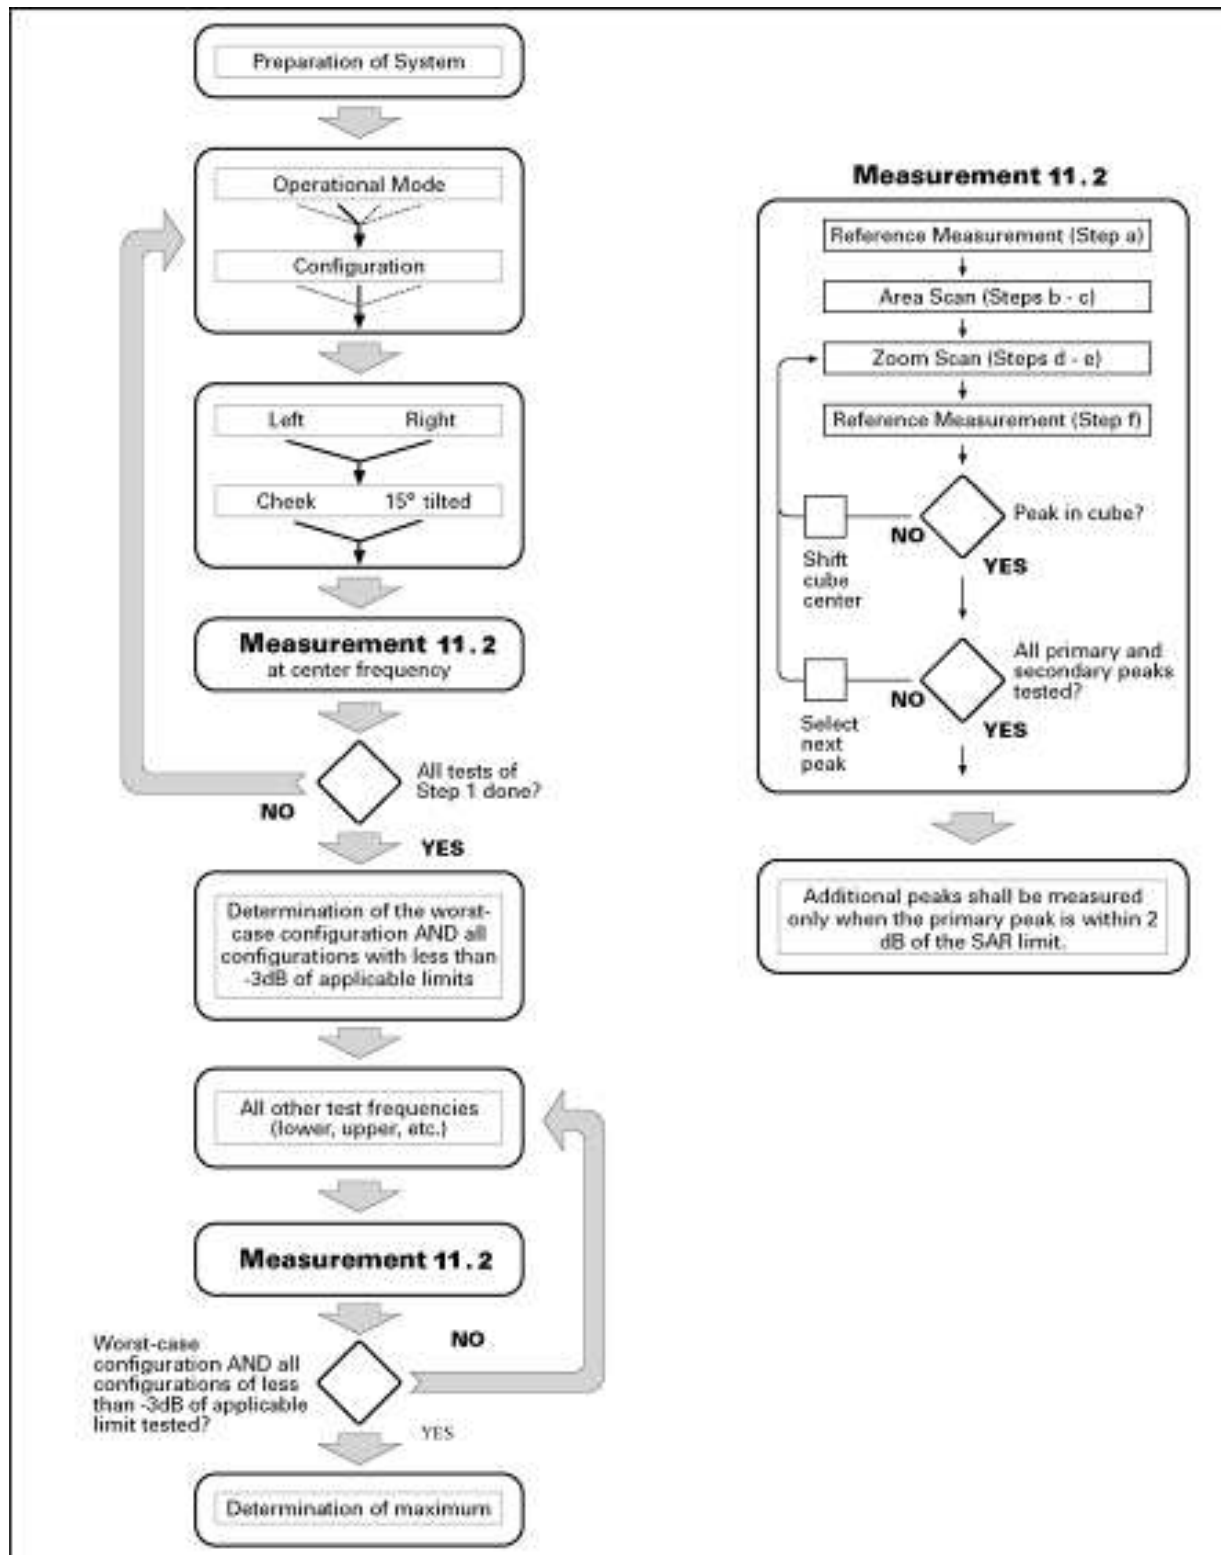 Preparation of System
Operational Mode
Configuration
Left Right
Cheek 15° tilted
Measurement 11.2
at center frequency
All tests of
Step 1 done?
NO
YES
Determination of the worst-
case configuration AND all
configurations with less than
-3dB of applicable limits
All other test frequencies
(lower, upper, etc.)
Measurement 11.2
NO
Worst-case
configuration AND all
configurations of less
than -3dB of applicable
limit tested?
YES
Determination of maximum
Measurement 11.2
Reference Measurement (Step a)
Area Scan (Steps b - c)
Zoom Scan (Steps d - e)
Reference Measurement (Step f)
Peak in cube?
NO
YES
Shift
cube
center
All primary and
secondary peaks
tested?
NO
YES
Select
next
peak
Additional peaks shall be measured
only when the primary peak is within 2
dB of the SAR limit.